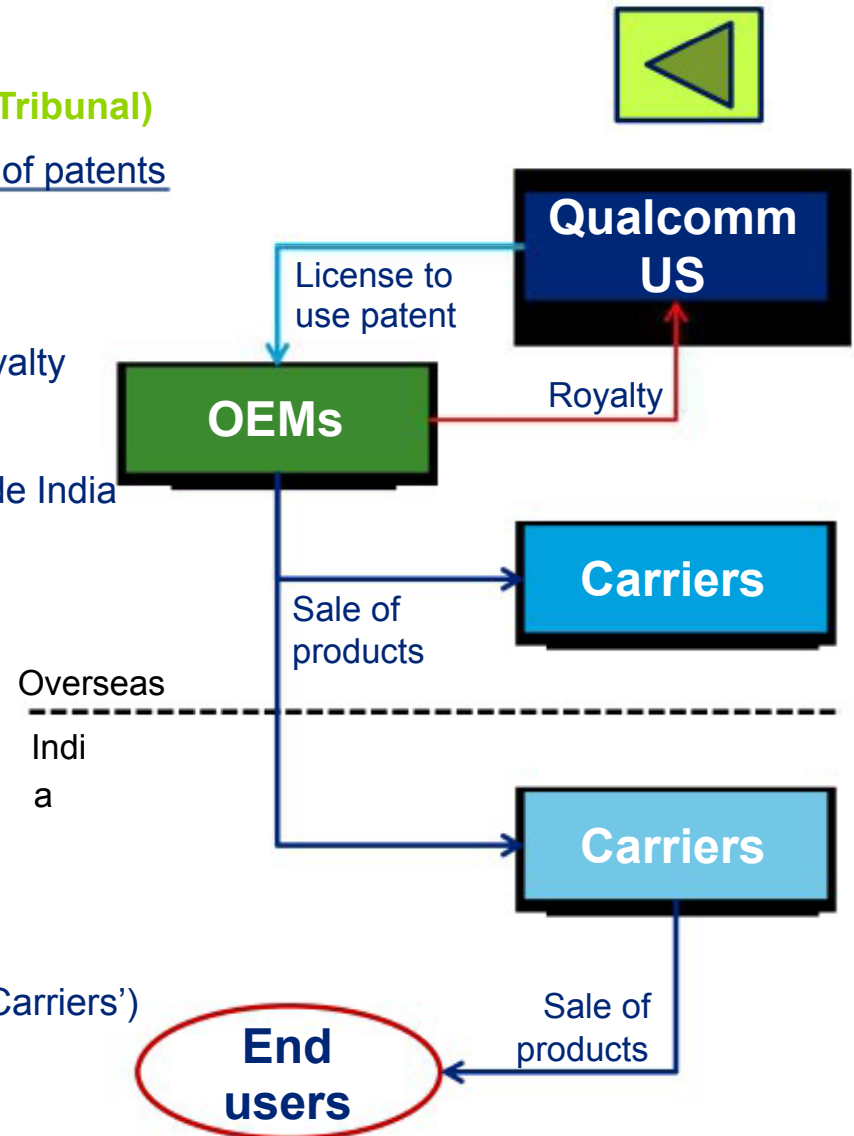 Tribunal)
of patents
Qualcomm
US
License to
use patent
yalty
Royalty
OEMs
le India
Carriers
Sale of
products
Overseas
Indi
a
Carriers
Carriers’)
Sale of
products
End
users